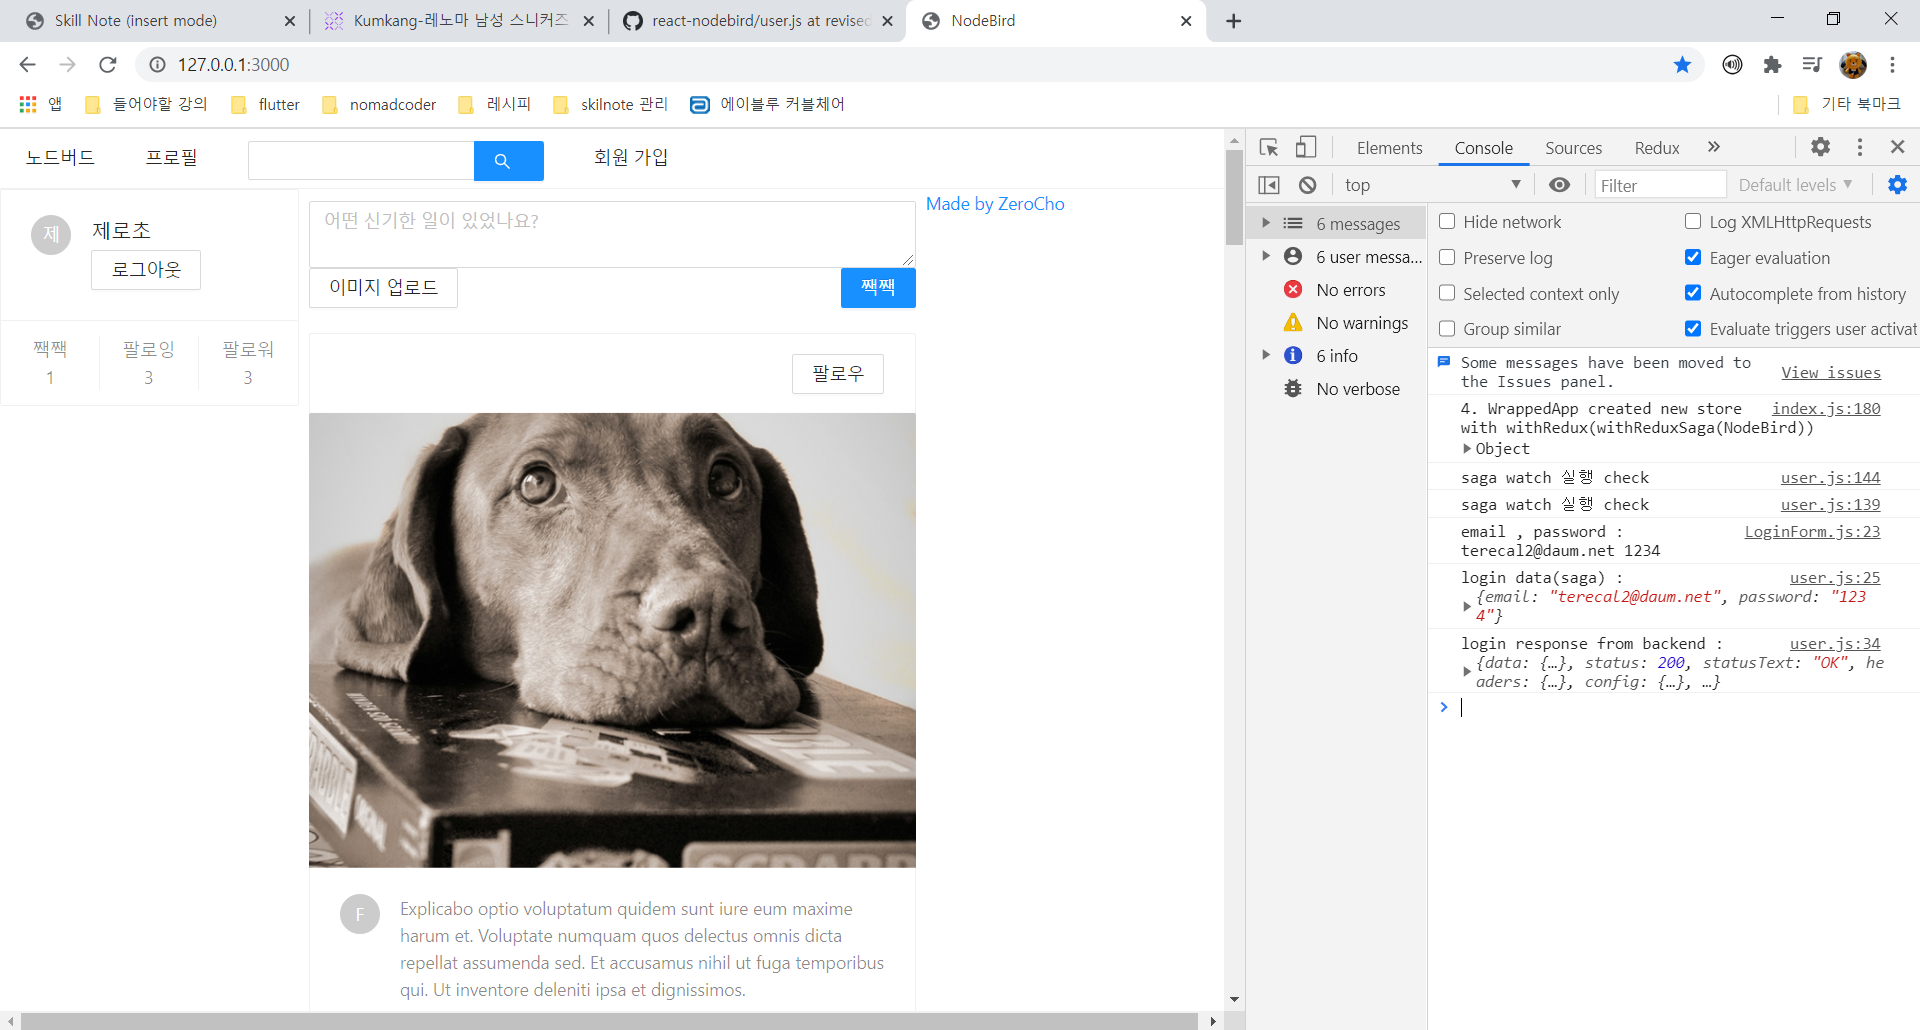 Skill Note (insert mode)
Kumkang-레노마 남성 스니커즈
react-nodebird/user.js at revised
NodeBird
127.0.0.1:3000
앱
들어야할 강의
flutter
nomadcoder
레시피
skilnote 관리
에이블루 커블체어
기타 북마크
노드버드
프로필
회원 가입
제
제로초
로그아웃
짹짹
1
팔로잉
3
팔로워
3
어떤 신기한 일이 있었나요?
이미지 업로드
짹짹
Made by ZeroCho
팔로우
F
Explicabo optio voluptatum quidem sunt iure eum maxime
harum et. Voluptate numquam quos delectus omnis dicta
repellat assumenda sed. Et accusamus nihil ut fuga temporibus
qui. Ut inventore deleniti ipsa et dignissimos.
Elements
Console
Sources
Redux
top
Filter
Default levels
6 messages
6 user messa...
No errors
No warnings
6 info
No verbose
Hide network
Log XMLHttpRequests
Preserve log
Eager evaluation
Selected context only
Autocomplete from history
Group similar
Evaluate triggers user activat
Some messages have been moved to
the Issues panel.
View issues
4. WrappedApp created new store
with withRedux(withReduxSaga(NodeBird))
index.js:180
Object
saga watch 실행 check
user.js:144
saga watch 실행 check
user.js:139
email , password :
terecal2@daum.net 1234
LoginForm.js:23
login data(saga) :
user.js:25
{email: "terecal2@daum.net", password: "123
4"}
login response from backend :
user.js:34
{data: {…}, status: 200, statusText: "OK", he
aders: {…}, config: {…}, …}